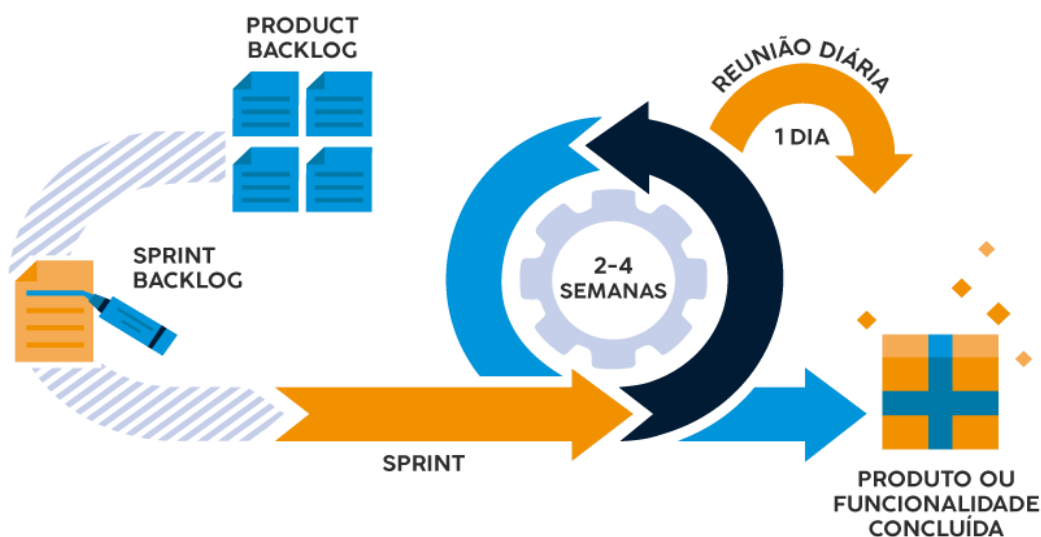 PRODUCT
BACKLOG
REUNIÃO DIÁRIA
1 DIA
SPRINT
BACKLOG
2-4
SEMANAS
SPRINT
PRODUTO OU
FUNCIONALIDADE
CONCLUÍDA